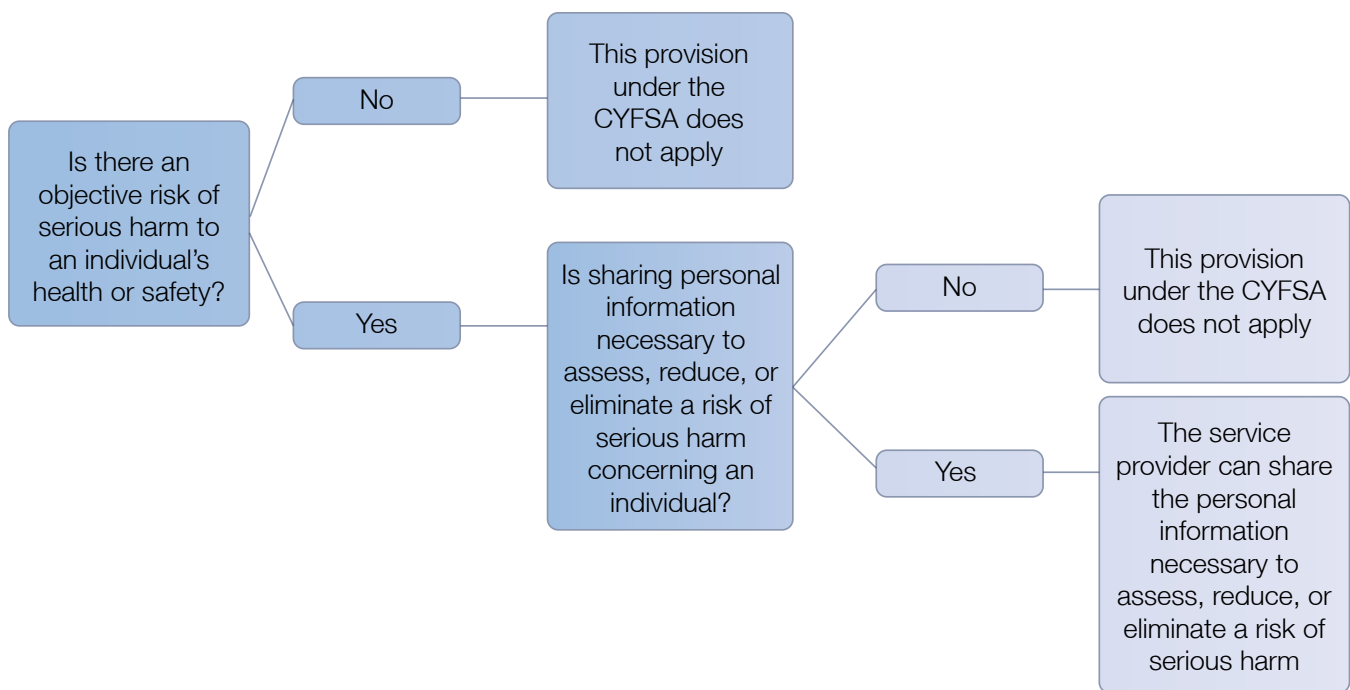 Is there an
objective risk of
serious harm to
an individual’s
health or safety?
No
This provision
under the
CYFSA does
not apply
Yes
Is sharing personal
information
necessary to
assess, reduce, or
eliminate a risk of
serious harm
concerning an
individual?
No
This provision
under the CYFSA
does not apply
Yes
The service
provider can share
the personal
information
necessary to
assess, reduce, or
eliminate a risk of
serious harm